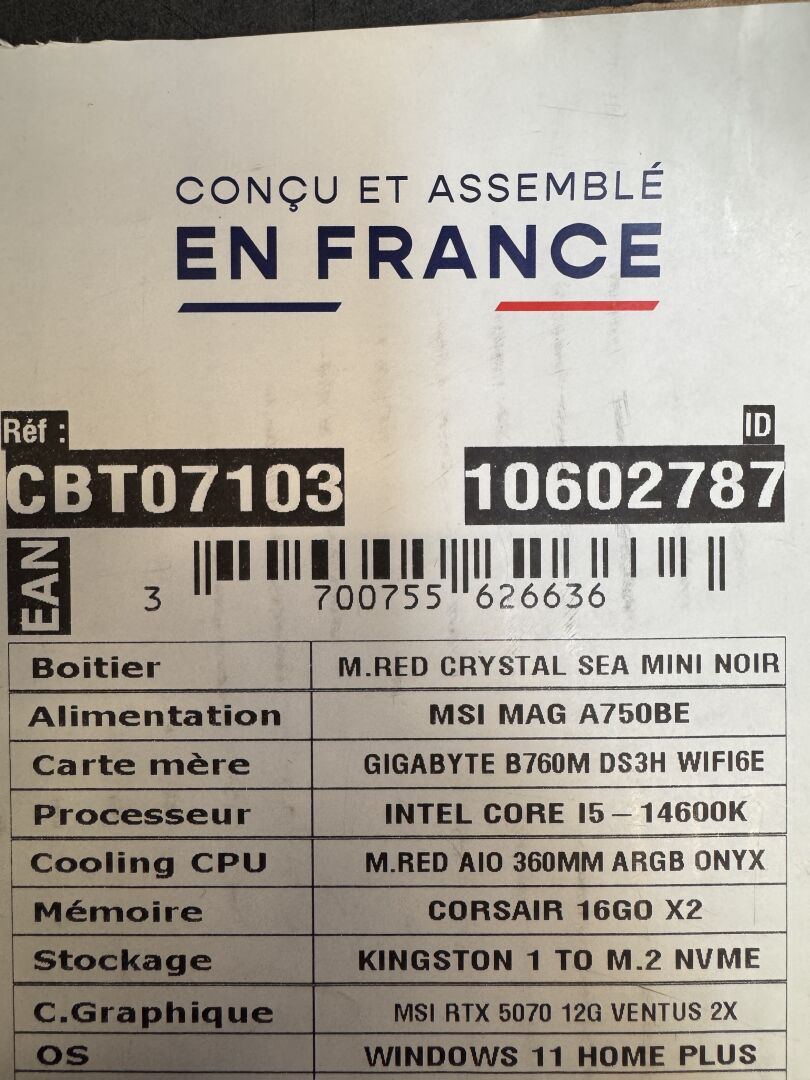 CONÇU ET ASSEMBLÉ
EN FRANCE
Réf :
ID
CBT07103
10602787
EAN
3 700755 626636
Boitier M.RED CRYSTAL SEA MINI NOIR
Alimentation MSI MAG A750BE
Carte mère GIGABYTE B760M DS3H WIFI6E
Processeur INTEL CORE I5 – 14600K
Cooling CPU M.RED AIO 360MM ARGB ONYX
Mémoire CORSAIR 16GO X2
Stockage KINGSTON 1 TO M.2 NVME
C.Graphique MSI RTX 5070 12G VENTUS 2X
OS WINDOWS 11 HOME PLUS